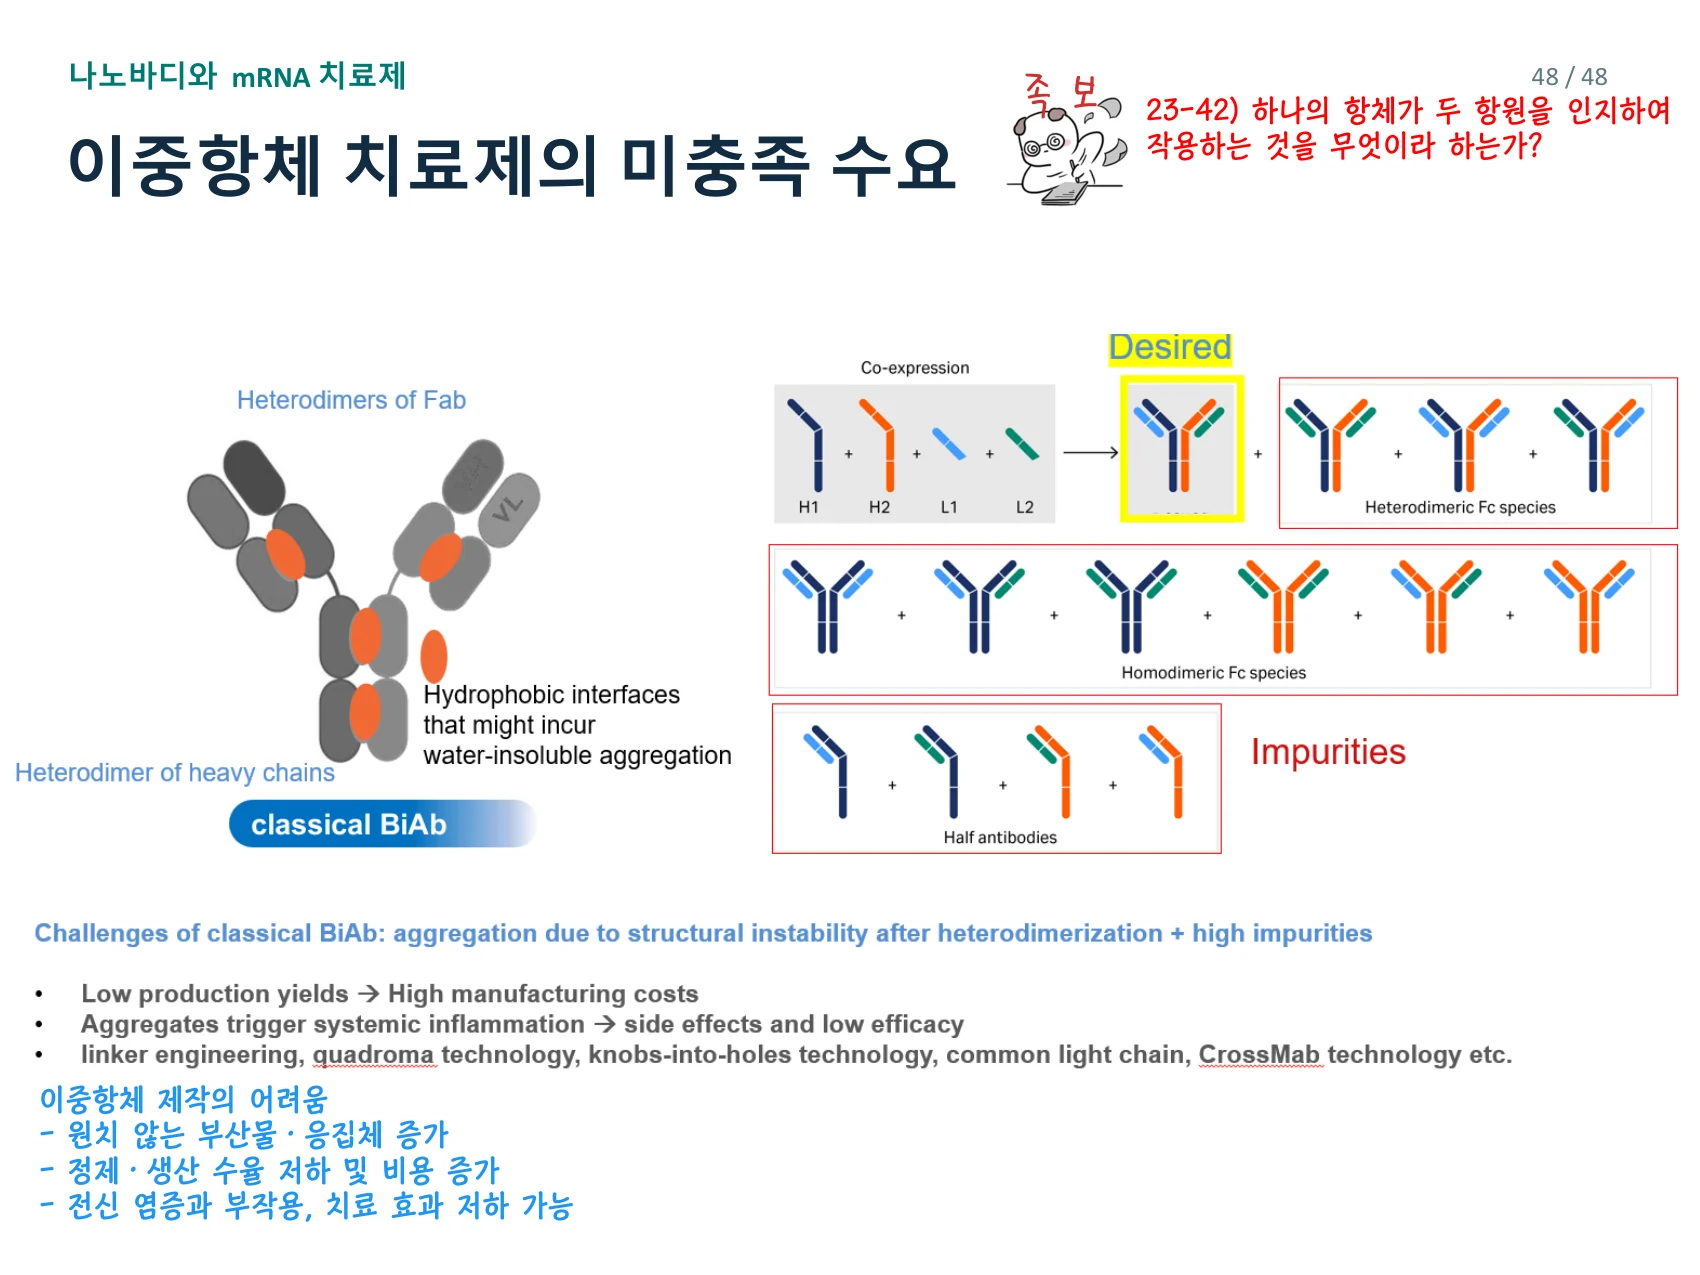 나노바디와 mRNA 치료제
48 / 48
이중항체 치료제의 미충족 수요
족 보
23-42) 하나의 항체가 두 항원을 인지하여
작용하는 것을 무엇이라 하는가?
Heterodimers of Fab
VH
VL
Hydrophobic interfaces
that might incur
water-insoluble aggregation
Heterodimer of heavy chains
classical BiAb
Co-expression
Desired
+ + + + + +
H1 H2 L1 L2
Heterodimeric Fc species
+ + + + +
Homodimeric Fc species
Impurities
+ + +
Half antibodies
Challenges of classical BiAb: aggregation due to structural instability after heterodimerization + high impurities
• Low production yields → High manufacturing costs
• Aggregates trigger systemic inflammation → side effects and low efficacy
• linker engineering, quadroma technology, knobs-into-holes technology, common light chain, CrossMab technology etc.
이중항체 제작의 어려움
- 원치 않는 부산물 · 응집체 증가
- 정제 · 생산 수율 저하 및 비용 증가
- 전신 염증과 부작용, 치료 효과 저하 가능